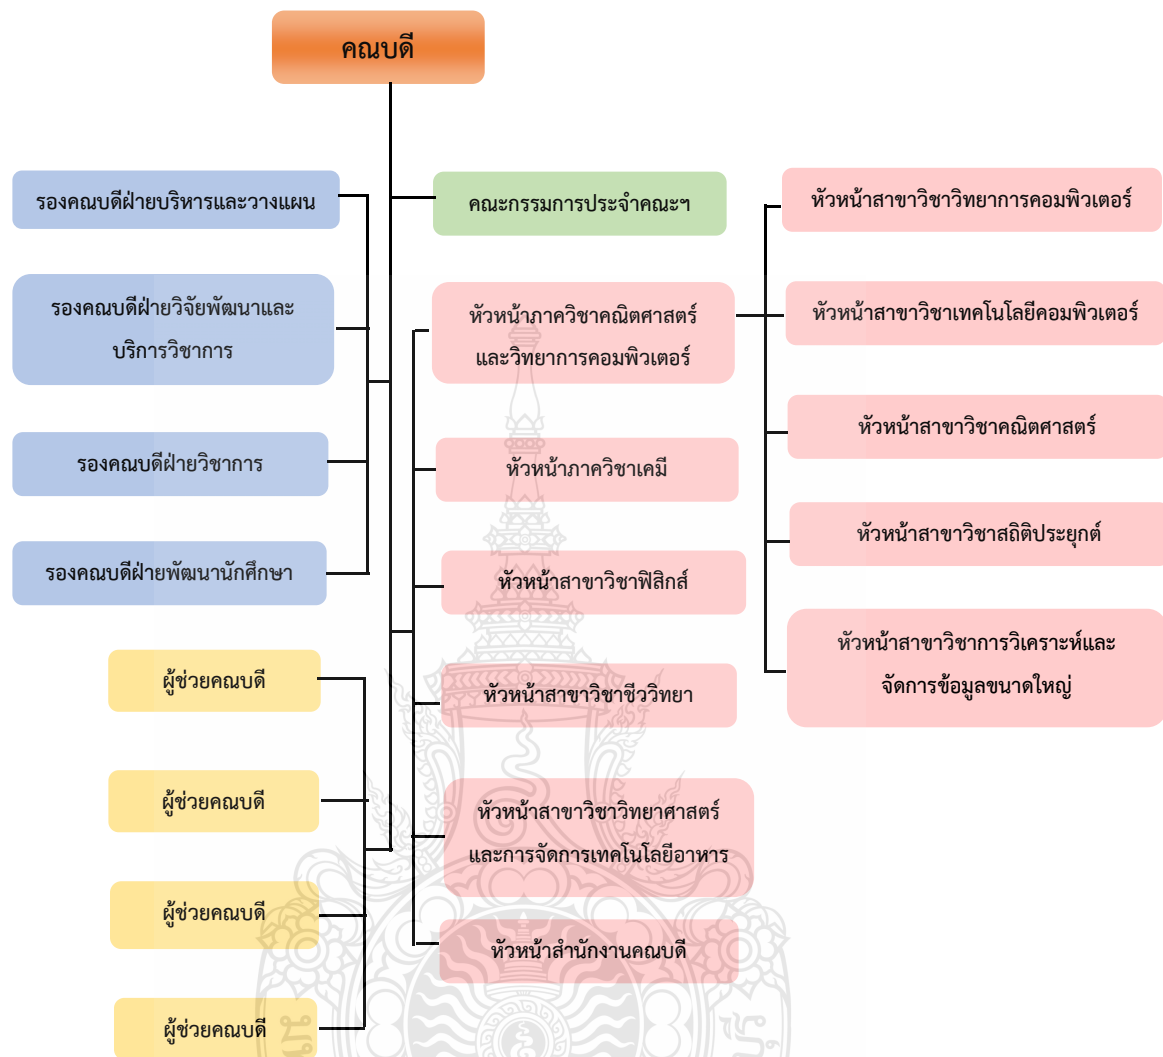 คณบดี
รองคณบดีฝ่ายบริหารและวางแผน
รองคณบดีฝ่ายวิจัยพัฒนาและ
บริการวิชาการ
รองคณบดีฝ่ายวิชาการ
รองคณบดีฝ่ายพัฒนานักศึกษา
ผู้ช่วยคณบดี
ผู้ช่วยคณบดี
ผู้ช่วยคณบดี
ผู้ช่วยคณบดี
คณะกรรมการประจำคณะฯ
หัวหน้าภาควิชาคณิตศาสตร์
และวิทยาการคอมพิวเตอร์
หัวหน้าภาควิชาเคมี
หัวหน้าสาขาวิชาฟิสิกส์
หัวหน้าสาขาวิชาชีววิทยา
หัวหน้าสาขาวิชาวิทยาศาสตร์
และการจัดการเทคโนโลยีอาหาร
หัวหน้าสำนักงานคณบดี
หัวหน้าสาขาวิชาวิทยาการคอมพิวเตอร์
หัวหน้าสาขาวิชาเทคโนโลยีคอมพิวเตอร์
หัวหน้าสาขาวิชาคณิตศาสตร์
หัวหน้าสาขาวิชาสถิติประยุกต์
หัวหน้าสาขาวิชาการวิเคราะห์และ
จัดการข้อมูลขนาดใหญ่